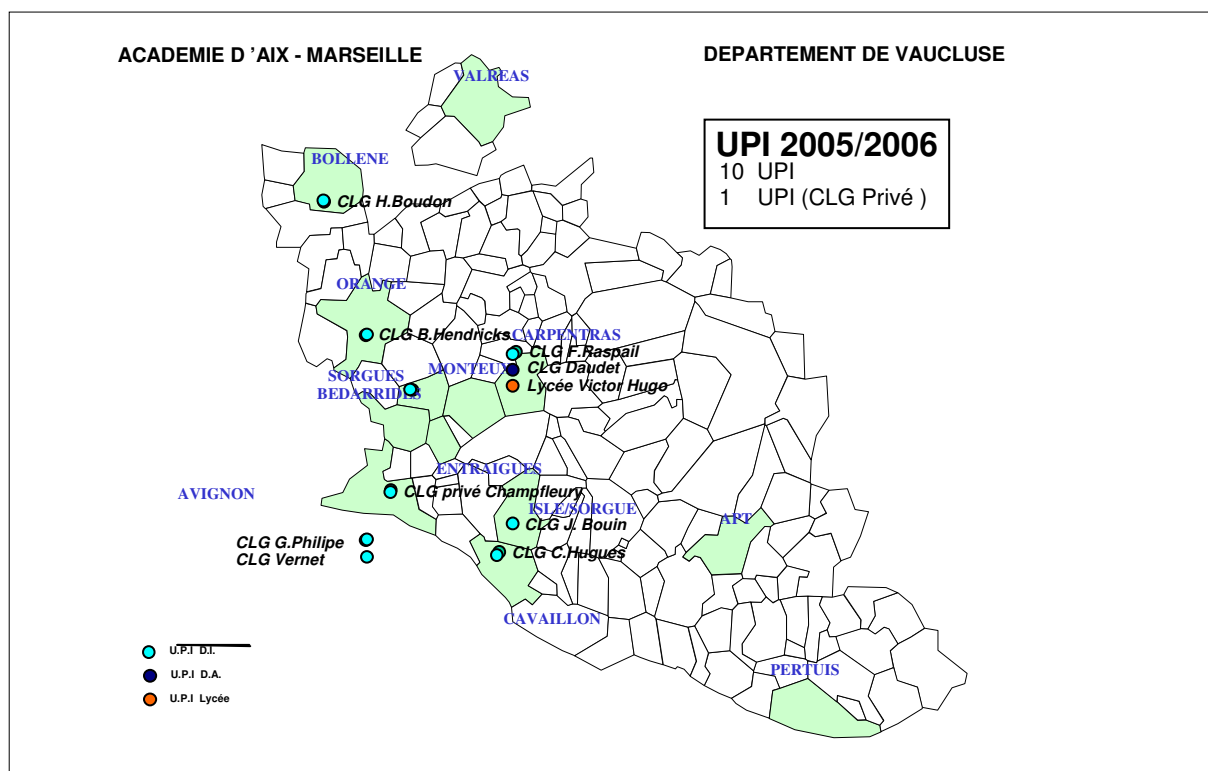 ACADEMIE D 'AIX - MARSEILLE
DEPARTEMENT DE VAUCLUSE
VALREAS
UPI 2005/2006
10 UPI
1 UPI (CLG Privé )
BOLLENE
CLG H.Boudon
ORANGE
CLG B.Hendricks
CARPENTRAS
CLG F.Raspail
MONTEUX
CLG Daudet
SORGUES
Lycée Victor Hugo
BEDARRIDES
ENTRAIGUES
AVIGNON
CLG privé Champfleury
ISLE/SORGUE
APT
CLG J. Bouin
CLG G.Philipe
CLG C.Hugues
CLG Vernet
CAVAILLON
U.P.I D.I.
PERTUIS
U.P.I D.A.
U.P.I Lycée